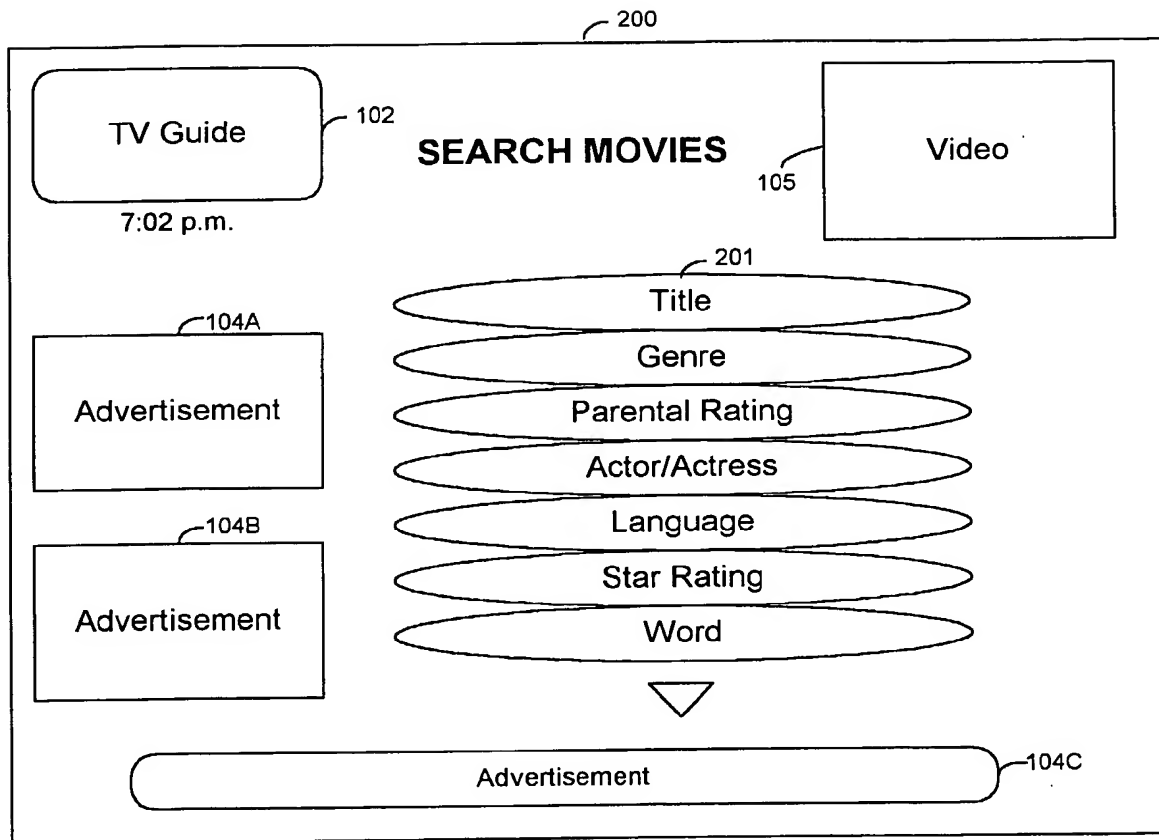 200
TV Guide
102
SEARCH MOVIES
Video
105
7:02 p.m.
201
Title
104A
Genre
Advertisement
Parental Rating
Actor/Actress
104B
Language
Advertisement
Star Rating
Word
Advertisement
104C